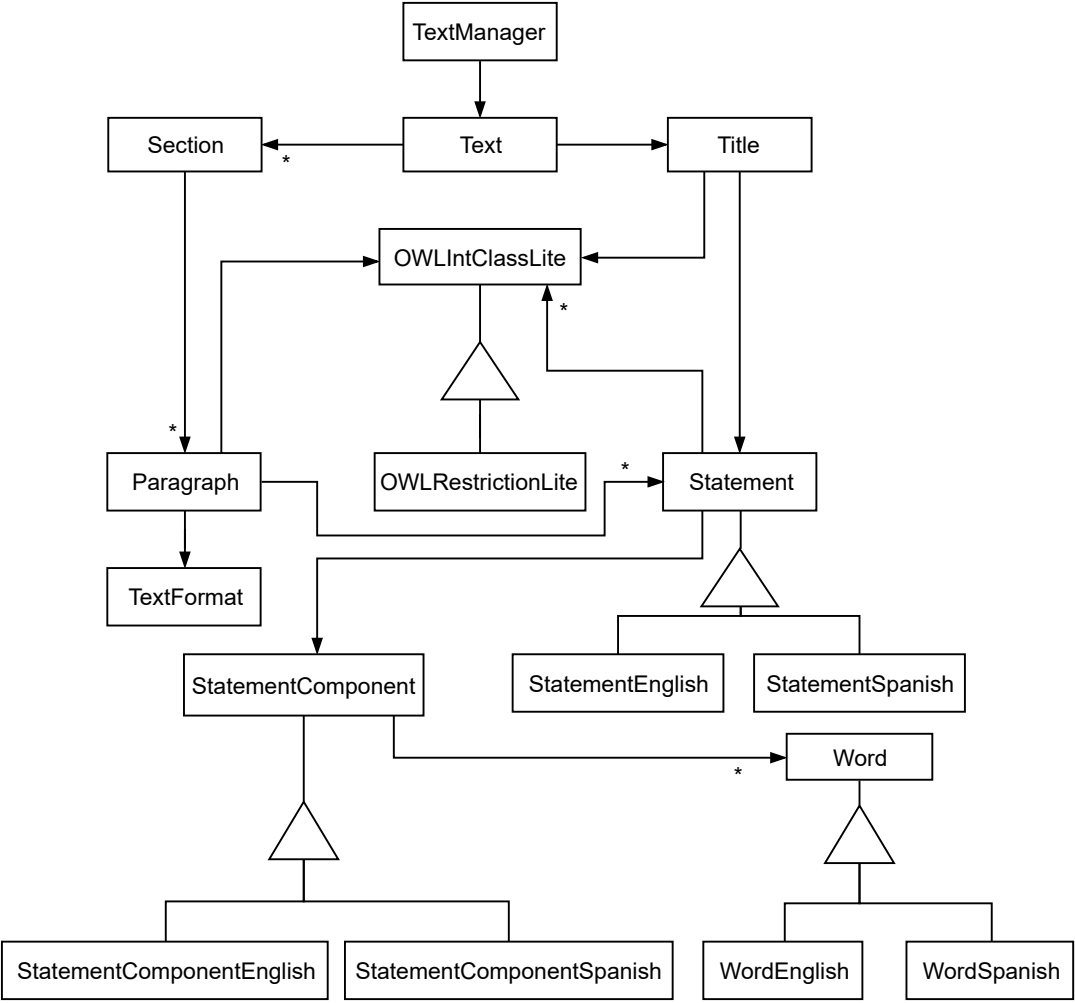 TextManager
Section
*
Text
Title
OWLIntClassLite
*
*
Paragraph
OWLRestrictionLite
*
Statement
TextFormat
StatementComponent
StatementEnglish
StatementSpanish
*
Word
StatementComponentEnglish
StatementComponentSpanish
WordEnglish
WordSpanish